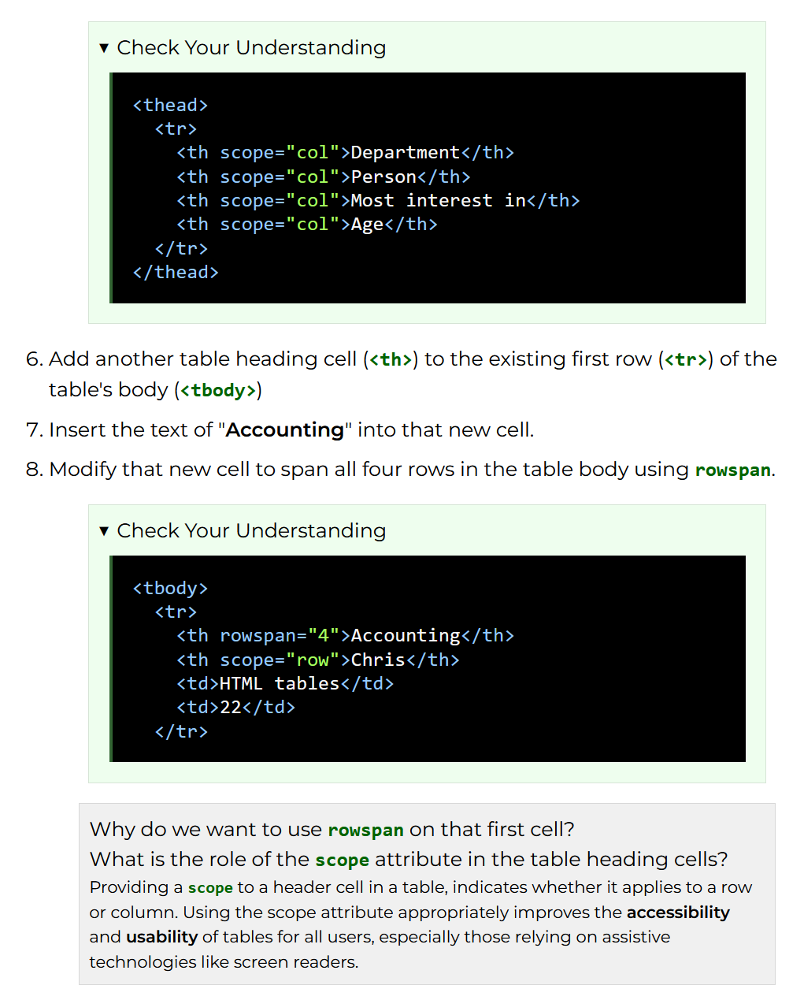 ▼ Check Your Understanding
<thead>
  <tr>
    <th scope="col">Department</th>
    <th scope="col">Person</th>
    <th scope="col">Most interest in</th>
    <th scope="col">Age</th>
  </tr>
</thead>
6. Add another table heading cell (<th>) to the existing first row (<tr>) of the
table's body (<tbody>)
7. Insert the text of "Accounting" into that new cell.
8. Modify that new cell to span all four rows in the table body using rowspan.
▼ Check Your Understanding
<tbody>
  <tr>
    <th rowspan="4">Accounting</th>
    <th scope="row">Chris</th>
    <td>HTML tables</td>
    <td>22</td>
  </tr>
Why do we want to use rowspan on that first cell?
What is the role of the scope attribute in the table heading cells?
Providing a scope to a header cell in a table, indicates whether it applies to a row
or column. Using the scope attribute appropriately improves the accessibility
and usability of tables for all users, especially those relying on assistive
technologies like screen readers.